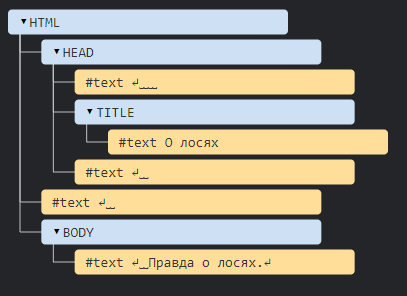 ▼ HTML
▼ HEAD
#text ↵␣␣␣␣
▼ TITLE
#text О лосях
#text ↵␣␣
#text ↵␣␣
▼ BODY
#text ↵␣␣Правда о лосях.↵